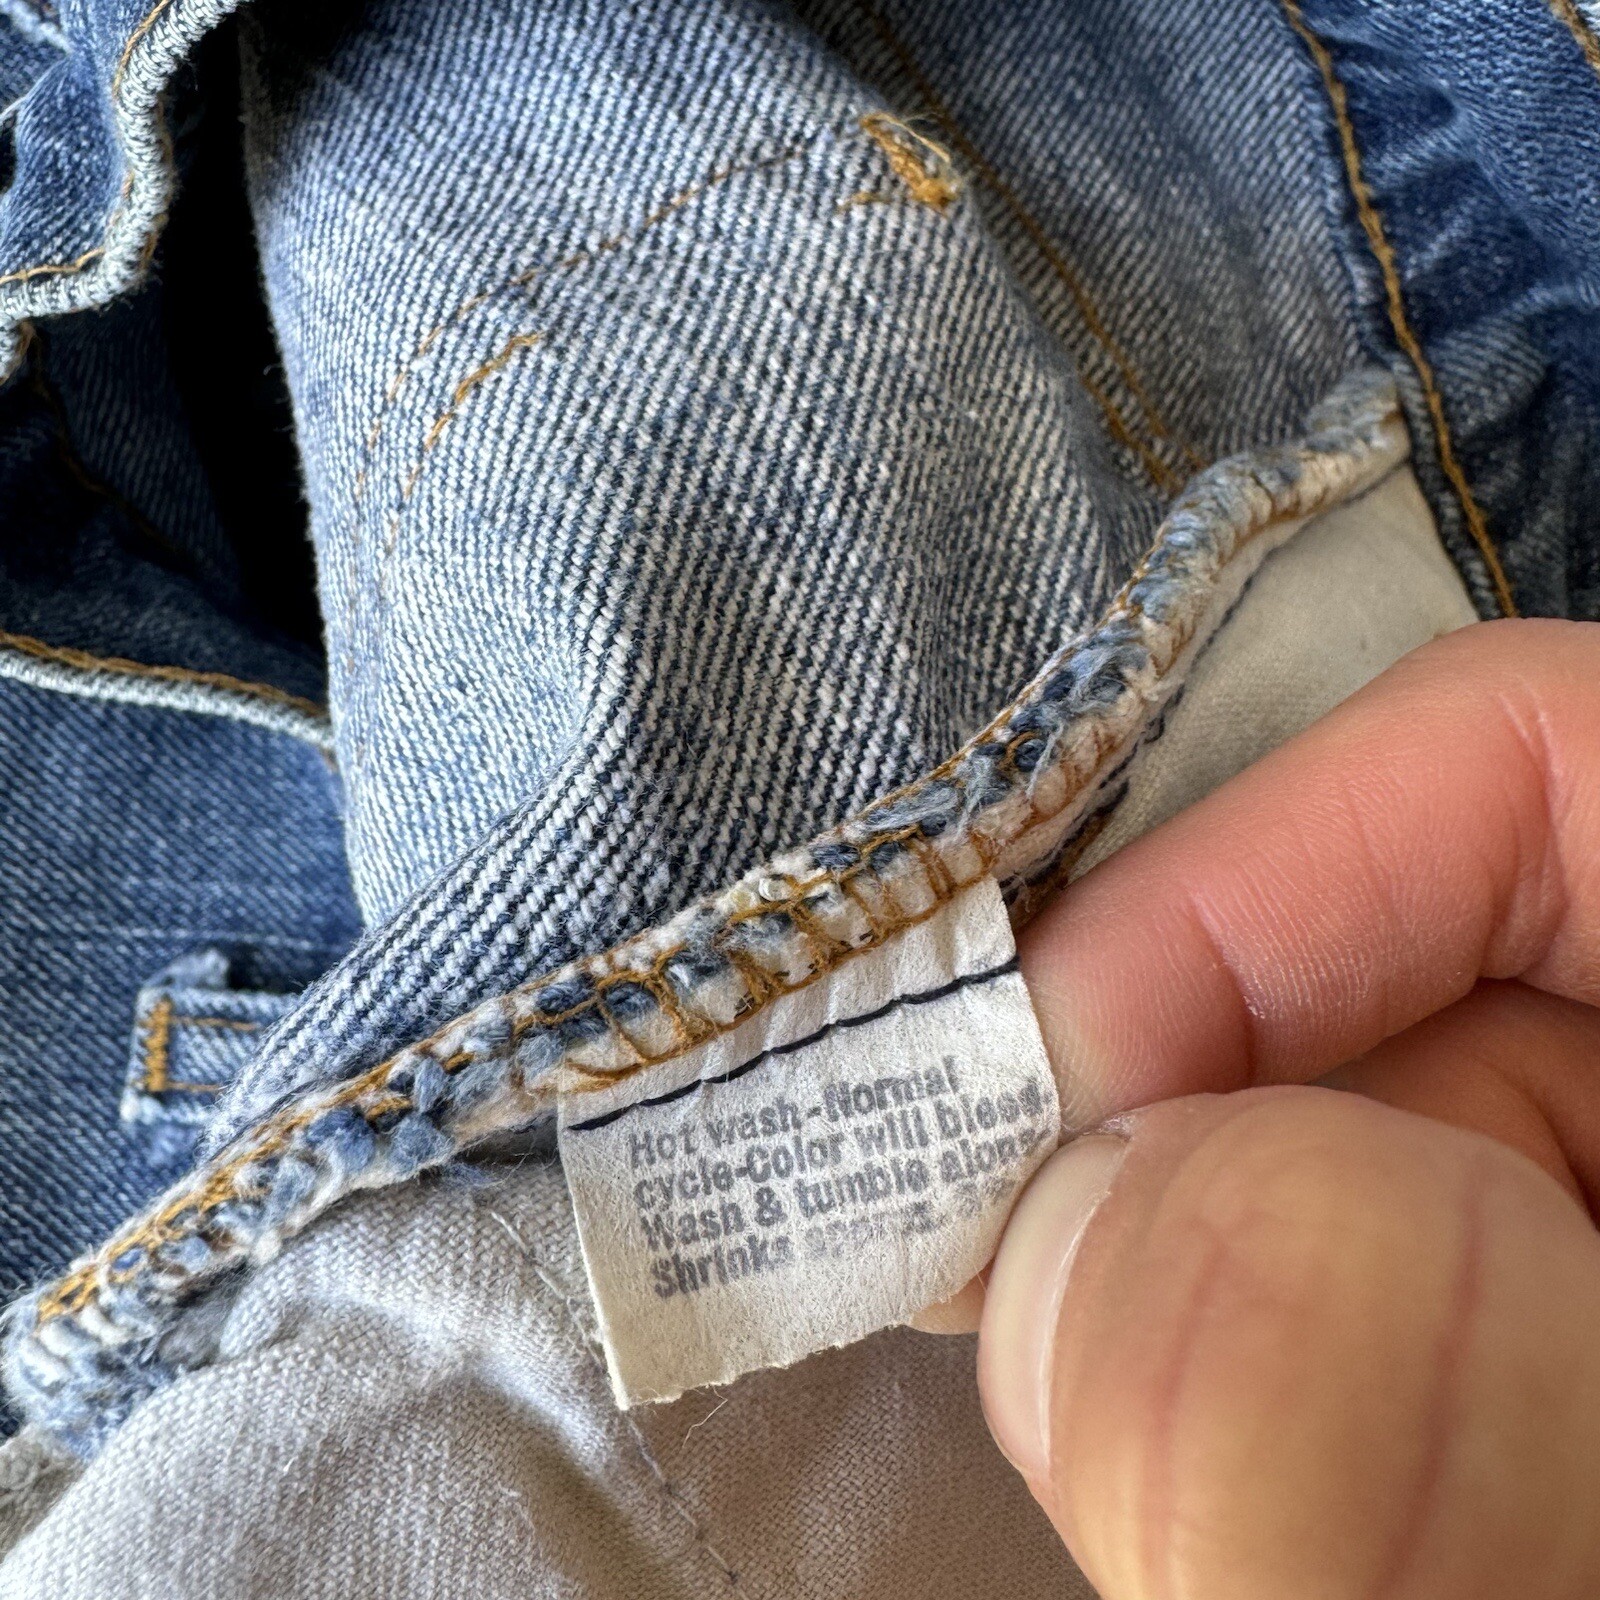 Hot wash-Normal
cycle-Color will bleed
Wash & tumble alone
Shrinks